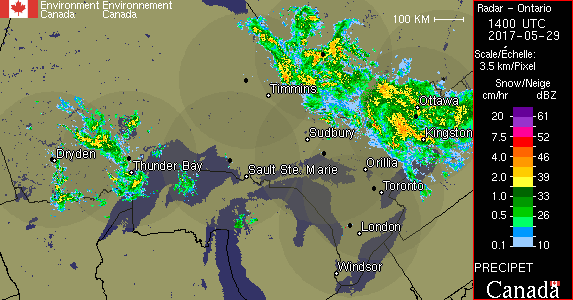 Environment Environnement
Canada Canada
100 KM
Timmins
Ottawa
Sudbury
Kingston
Dryden
Thunder Bay
Sault Ste. Marie
Orillia
Toronto
London
Windsor
Radar - Ontario
1400 UTC
2017-05-29
Scale/Échelle:
3.5 km/Pixel
Snow/Neige
cm/hr dBZ
20 61
7.5 52
4.0 46
2.0 39
1.0 33
0.5 26
0.1 10
PRECIPET
Canada